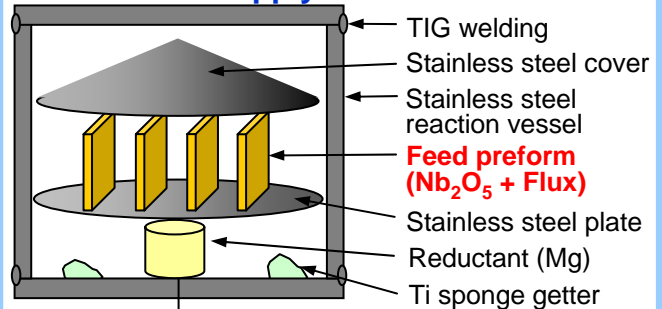 TIG welding
Stainless steel cover
Stainless steel
reaction vessel
Feed preform
(Nb₂O₅ + Flux)
Stainless steel plate
Reductant (Mg)
Ti sponge getter